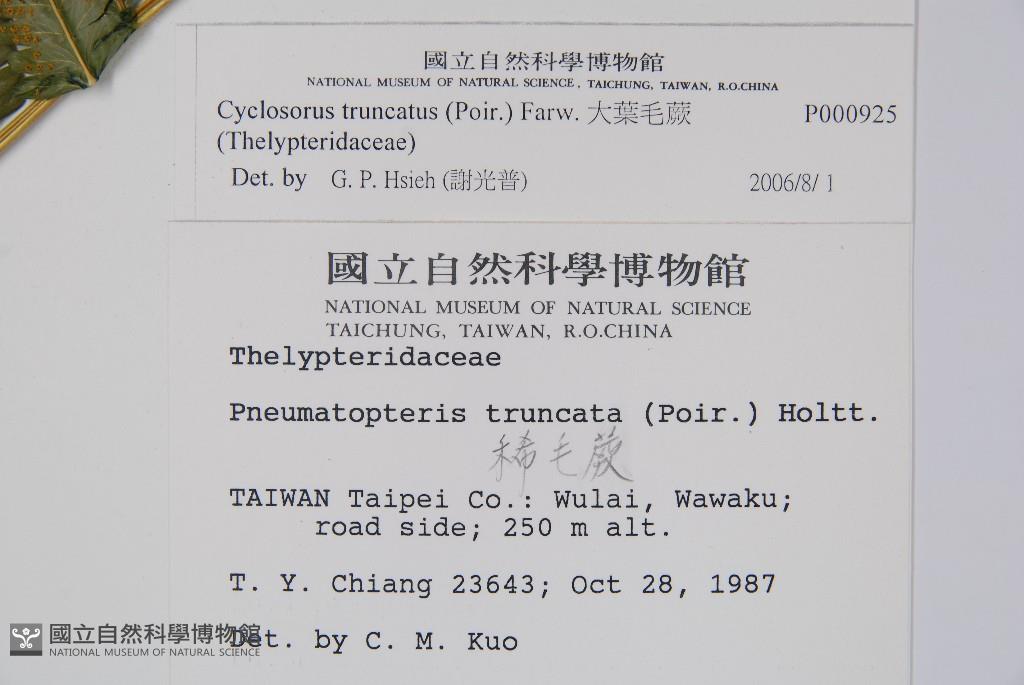 國立自然科學博物館
NATIONAL MUSEUM OF NATURAL SCIENCE, TAICHUNG, TAIWAN, R.O.CHINA
Cyclosorus truncatus (Poir.) Farw. 大葉毛蕨 P000925
(Thelypteridaceae)
Det. by G. P. Hsieh (謝光普) 2006/8/ 1
國立自然科學博物館
NATIONAL MUSEUM OF NATURAL SCIENCE
TAICHUNG, TAIWAN, R.O.CHINA
Thelypteridaceae
Pneumatopteris truncata (Poir.) Holtt.
稀毛蕨
TAIWAN Taipei Co.: Wulai, Wawaku;
road side; 250 m alt.
T. Y. Chiang 23643; Oct 28, 1987
Det. by C. M. Kuo
國立自然科學博物館
NATIONAL MUSEUM OF NATURAL SCIENCE